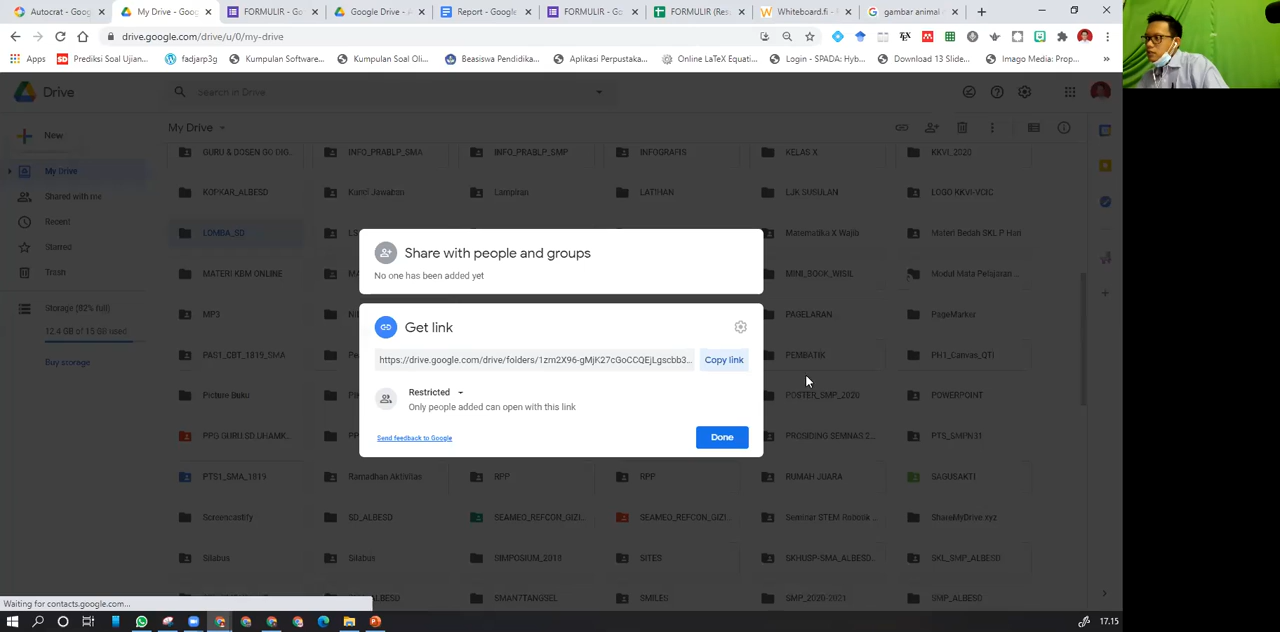 Autocrat - Goog
My Drive - Goog
FORMULIR - Go
Google Drive - A
Report - Google
FORMULIR - Goo
FORMULIR (Res
Whiteboard.fi -
gambar animal
drive.google.com/drive/u/0/my-drive
Apps
Prediksi Soal Ujian...
fadjarp3g
Kumpulan Software...
Kumpulan Soal Oli...
Beasiswa Pendidika...
Aplikasi Perpustaka...
Online LaTeX Equati...
Login - SPADA: Hyb...
Download 13 Slide...
Imago Media: Prop...
Drive
Search in Drive
My Drive
New
My Drive
Shared with me
Recent
Starred
Trash
Storage (82% full)
12.4 GB of 15 GB used
Buy storage
GURU & DOSEN GO DIG...
INFO_PRABLP_SMA
INFO_PRABLP_SMP
INFOGRAFIS
KELAS X
KKVI_2020
KOPKAR_ALBESD
Kunci Jawaban
Lampiran
LATIHAN
LJK SUSULAN
LOGO KKVI-VCIC
LOMBA_SD
Matematika X Wajib
Materi Bedah SKL P Hari
MATERI KBM ONLINE
MINI_BOOK_WISIL
Modul Mata Pelajaran
MP3
PAGELARAN
PageMaker
PAS1_CBT_1819_SMA
PEMBATIK
PH1_Canvas_QTI
Picture Buku
POSTER_SMP_2020
POWERPOINT
PPG GURU SD UHAMK...
PROSIDING SEMNAS 2...
PTS_SMPN31
PTS1_SMA_1819
Ramadhan Aktivitas
RPP
RPP
RUMAH JUARA
SAGUSAKTI
Screencastify
SD_ALBESD
SEAMEO_REFCON_GIZI...
SEAMEO_REFCON_GIZI...
Seminar STEM Robook
ShareMyDrive.xyz
Silabus
Silabus
SIMPOSIUM_2018
SITES
SKHUSP-SMA_ALBESD...
SKL_SMP_ALBESD
SMAN7TANGSEL
SMILES
SMP_2020-2021
SMP_ALBESD
Share with people and groups
No one has been added yet
Get link
https://drive.google.com/drive/folders/1zm2X96-gMjK27cGoCCQEjLgscbb3...
Copy link
Restricted
Only people added can open with this link
Send feedback to Google
Done
Waiting for contacts.google.com...
17.15